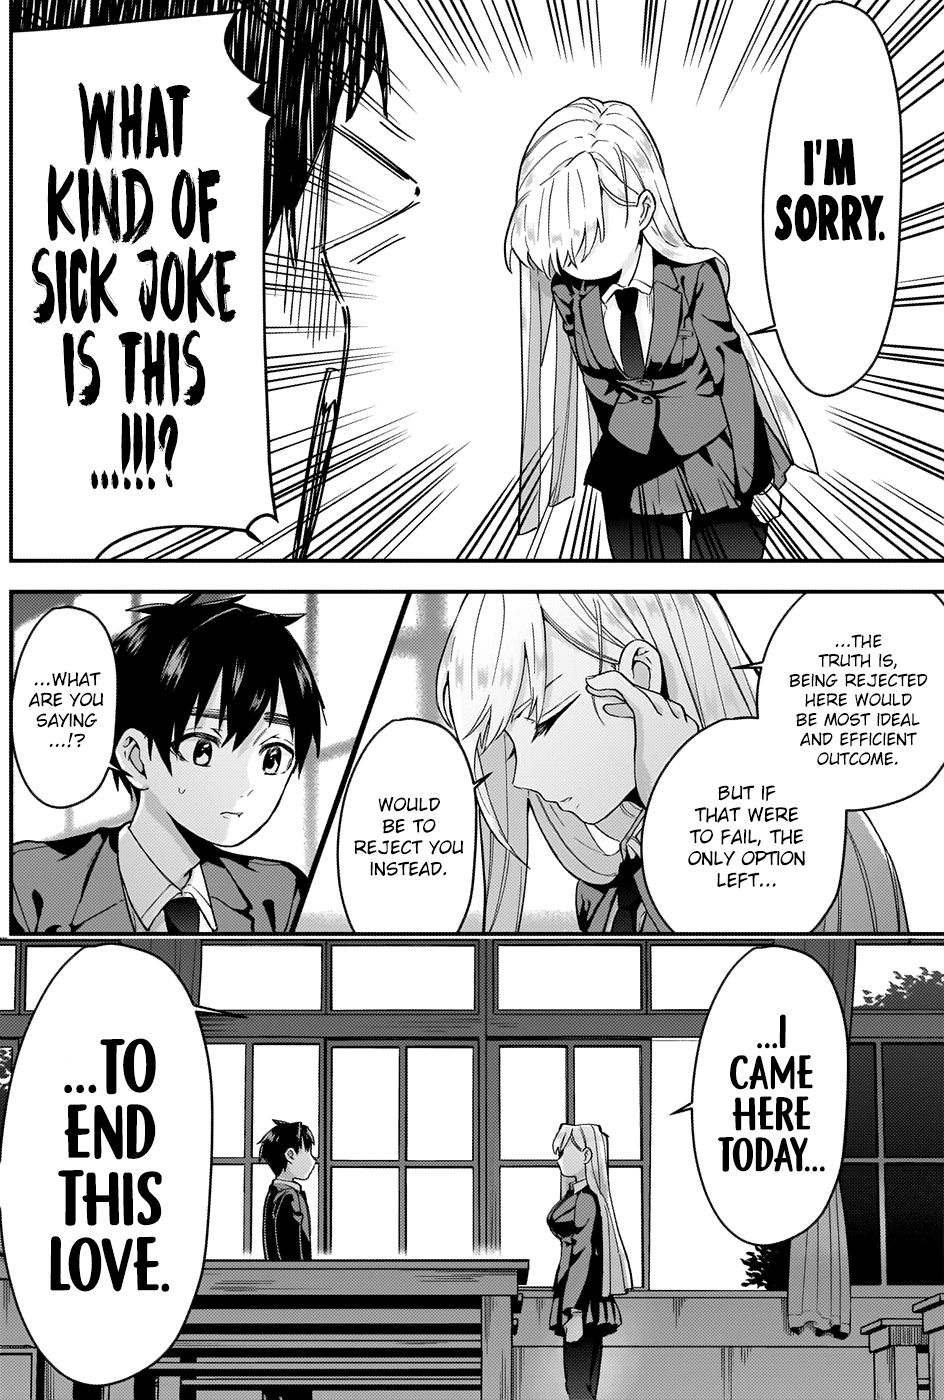 I'M
SORRY.
WHAT
KIND OF
SICK JOKE
IS THIS
...!!!?
...THE
TRUTH IS,
BEING REJECTED
HERE WOULD
BE MOST IDEAL
AND EFFICIENT
OUTCOME.
BUT IF
THAT WERE
TO FAIL, THE
ONLY OPTION
LEFT...
WOULD
BE TO
REJECT YOU
INSTEAD.
...WHAT
ARE YOU
SAYING
...!?
...I
CAME
HERE
TODAY...
...TO
END
THIS
LOVE.